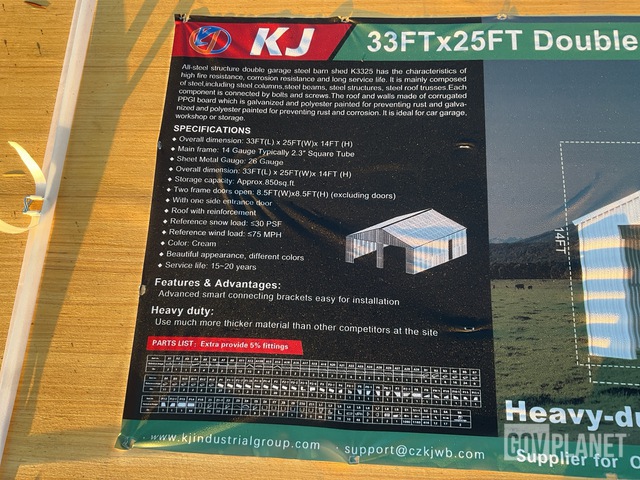 KJ
33FTx25FT Double
All-steel structure double garage steel barn shed K3325 has the characteristics of
high fire resistance, corrosion resistance and long service life. It is mainly composed
of steel,including steel columns,steel beams, steel structures, steel roof trusses.Each
component is connected by bolts and screws.The roof and walls made of corrugated
PPGI board which is galvanized and polyester painted for preventing rust and galva-
nized and polyester painted for preventing rust and corrosion. It is ideal for car garage,
workshop or storage.
SPECIFICATIONS
◆ Overall dimension: 33FT(L) x 25FT(W)x 14FT (H)
◆ Main frame: 14 Gauge Typically 2.3" Square Tube
◆ Sheet Metal Gauge: 26 Gauge
◆ Overall dimension: 33FT(L) x 25FT(W)x 14FT (H)
◆ Storage capacity: Approx.850sq.ft
◆ Two frame doors open: 8.5FT(W)x8.5FT(H) (excluding doors)
◆ With one side entrance door
◆ Roof with reinforcement
◆ Reference snow load: ≤30 PSF
◆ Reference wind load: ≤75 MPH
◆ Color: Cream
◆ Beautiful appearance, different colors
◆ Service life: 15~20 years
14FT
Features & Advantages:
Advanced smart connecting brackets easy for installation
Heavy duty:
Use much more thicker material than other competitors at the site
PARTS LIST: Extra provide 5% fittings
www.kjindustrialgroup.com
support@czkjwb.com
Heavy-du
Supplier for O
GOVPLANET